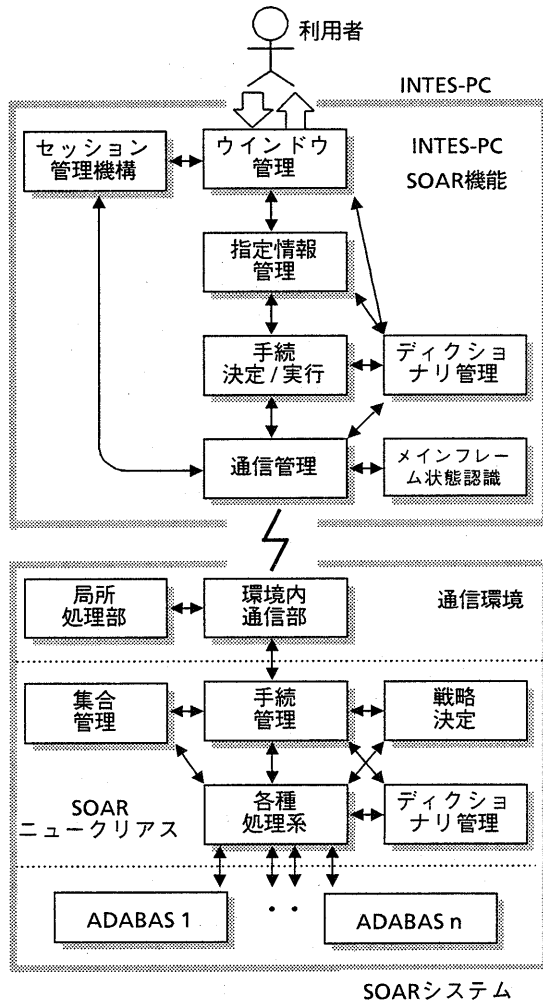 利用者
INTES-PC
セッション
管理機構
ウインドウ
管理
INTES-PC
SOAR機能
指定情報
管理
手続
決定/実行
ディクショ
ナリ管理
通信管理
メインフレー
ム状態認識
局所
処理部
環境内
通信部
通信環境
集合
管理
手続
管理
戦略
決定
SOAR
ニュークリアス
各種
処理系
ディクショ
ナリ管理
ADABAS 1
・・
ADABAS n
SOARシステム